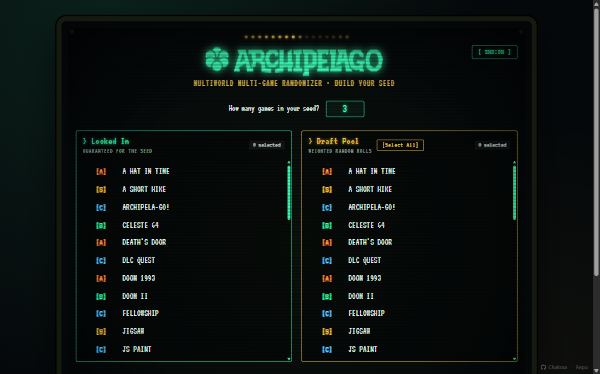 ARCHIPELAGO
MULTIWORLD MULTI-GAME RANDOMIZER • BUILD YOUR SEED
How many games in your seed? 3
> Locked In
0 selected
GUARANTEED FOR THE SEED
[A] A HAT IN TIME
[S] A SHORT HIKE
[C] ARCHIPELA-GO!
[B] CELESTE 64
[A] DEATH'S DOOR
[C] DLC QUEST
[A] DOOM 1993
[B] DOOM II
[C] FELLOWSHIP
[S] JIGSAW
[C] JS PAINT
> Draft Pool
[Select All]
0 selected
WEIGHTED RANDOM ROLLS
[A] A HAT IN TIME
[S] A SHORT HIKE
[C] ARCHIPELA-GO!
[B] CELESTE 64
[A] DEATH'S DOOR
[C] DLC QUEST
[A] DOOM 1993
[B] DOOM II
[C] FELLOWSHIP
[S] JIGSAW
[C] JS PAINT